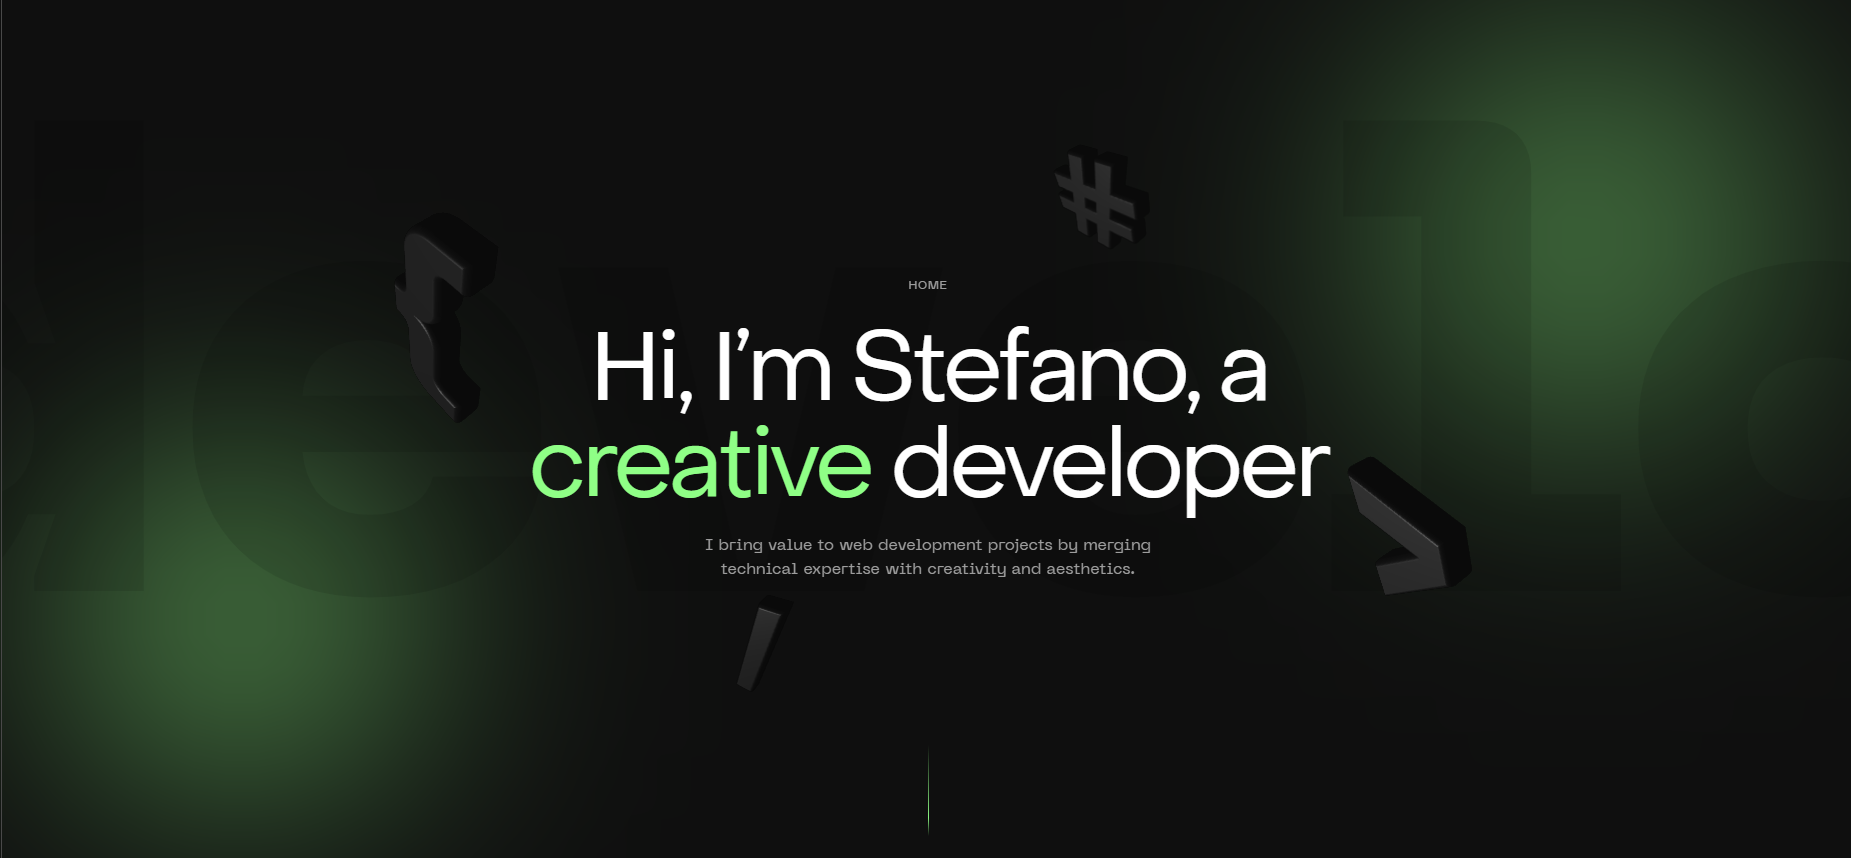 HOME
Hi, I’m Stefano, a
creative developer
I bring value to web development projects by merging
technical expertise with creativity and aesthetics.